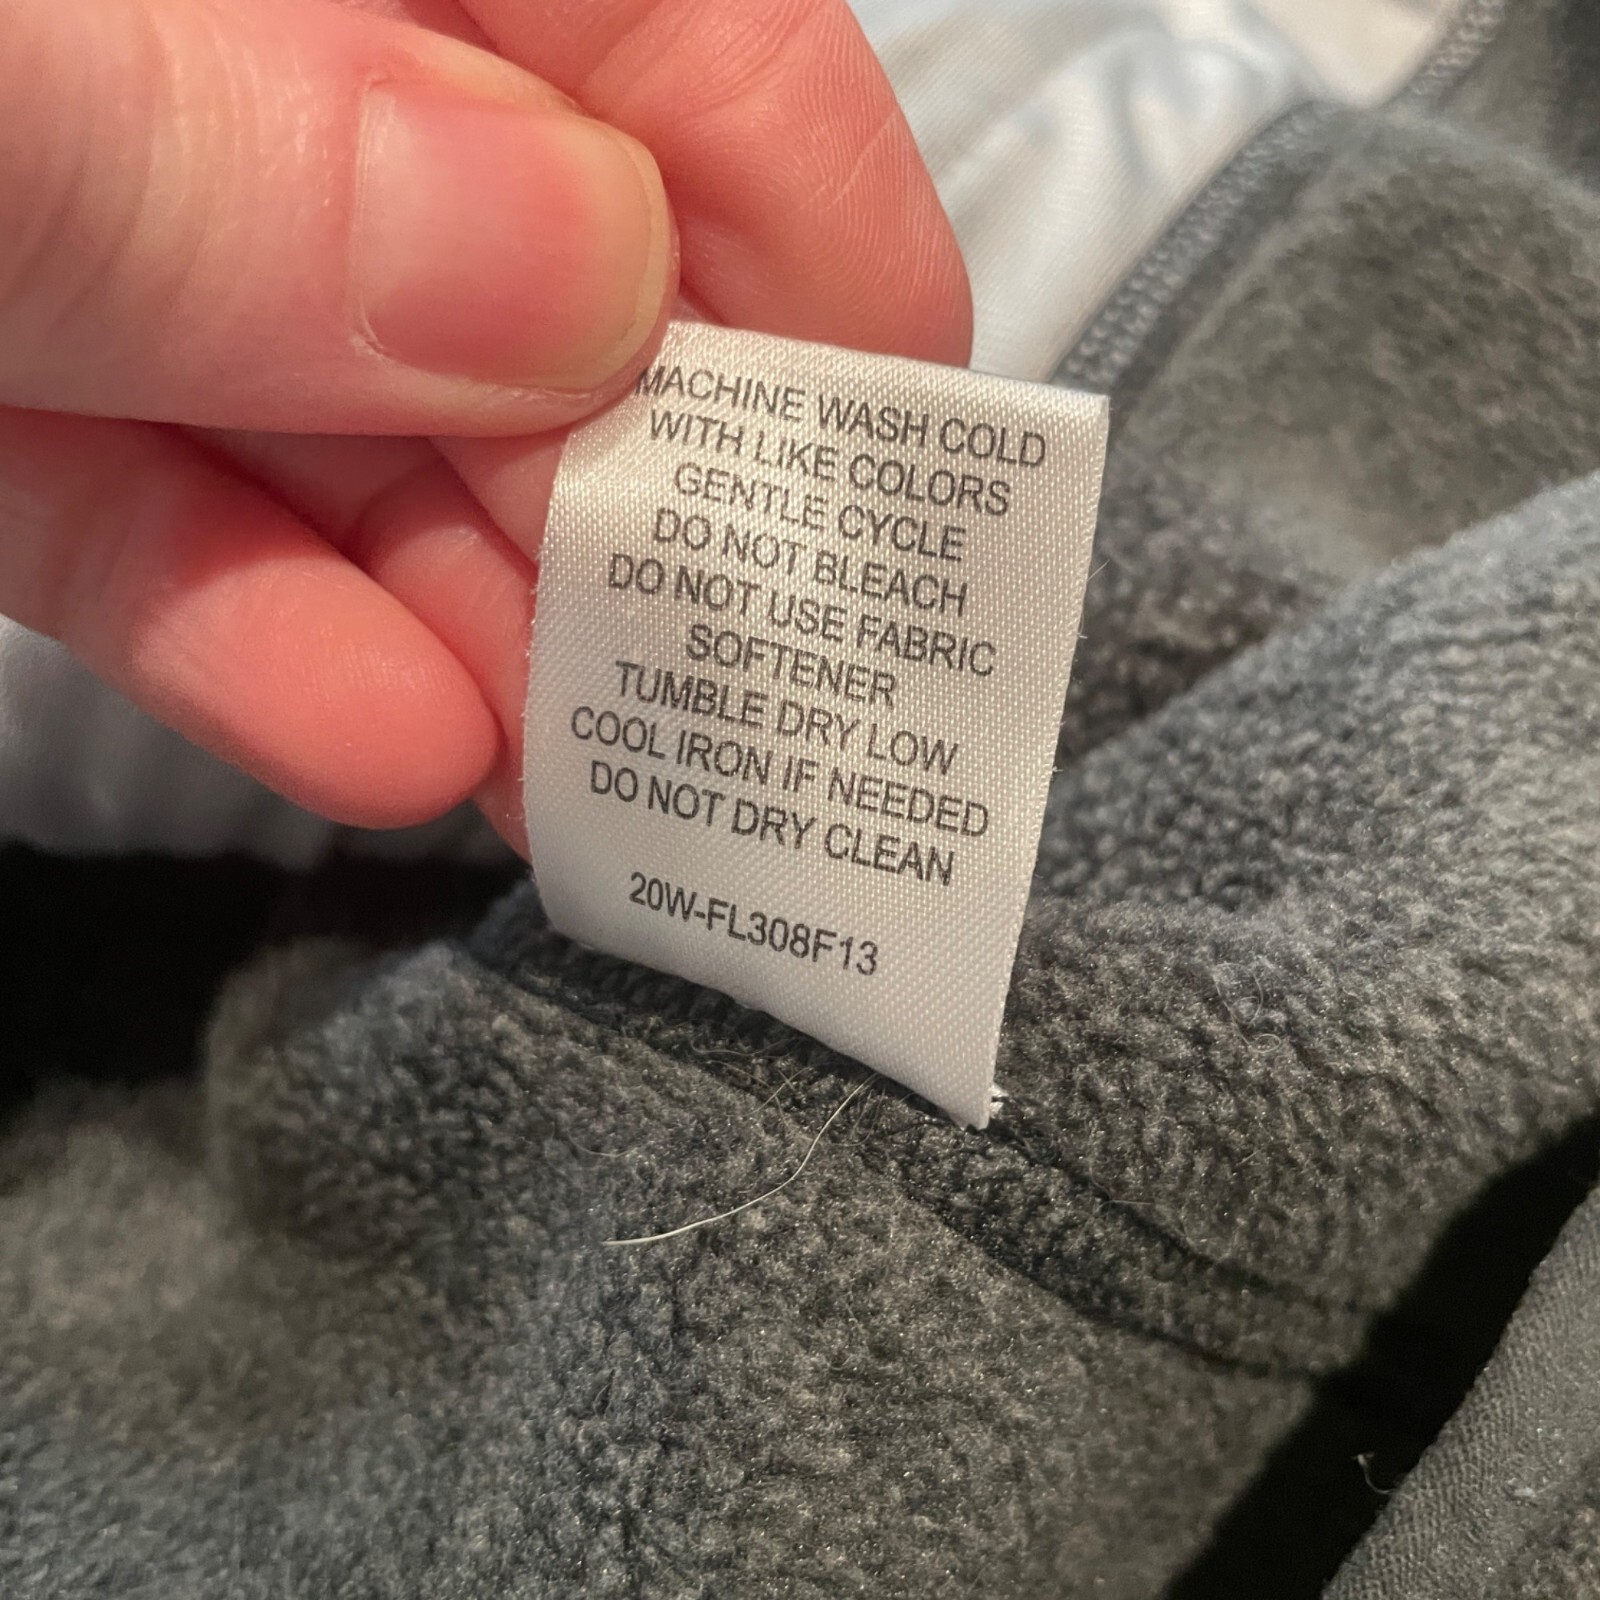 MACHINE WASH COLD
WITH LIKE COLORS
GENTLE CYCLE
DO NOT BLEACH
DO NOT USE FABRIC
SOFTENER
TUMBLE DRY LOW
COOL IRON IF NEEDED
DO NOT DRY CLEAN
20W-FL308F13